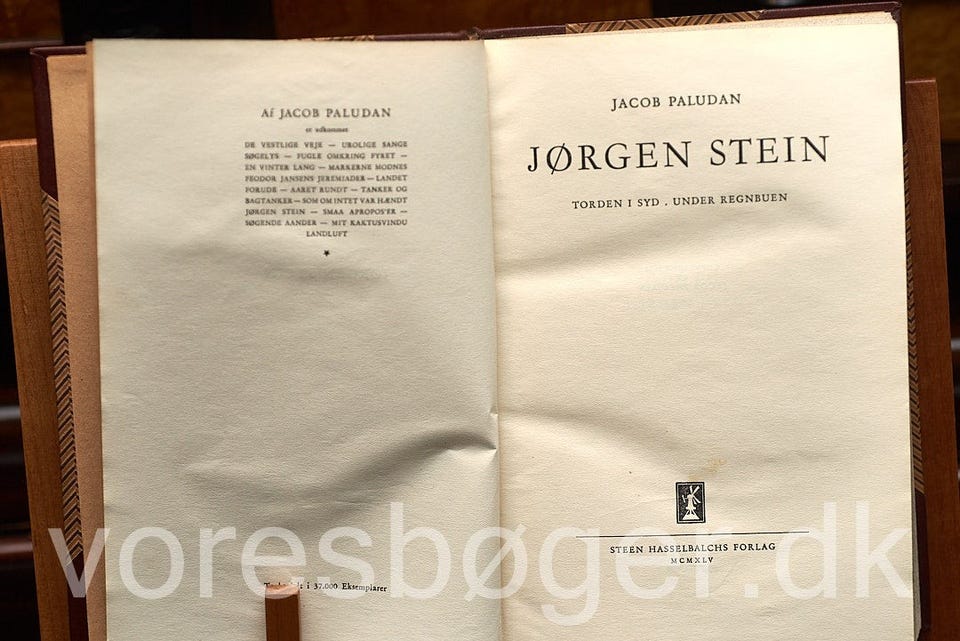 Af JACOB PALUDAN
er udkommet
DE VESTLIGE VEJE — UROLIGE SANGE
SØGELYS — FUGLE OMKRING FYRET —
EN VINTER LANG — MARKERNE MODNES
FEODOR JANSENS JEREMIADER — LANDET
FORUDE — AARET RUNDT — TANKER OG
BAGTANKER — SOM OM INTET VAR HÆNDT
JØRGEN STEIN — SMAA APROPOS'ER —
SØGENDE AANDER — MIT KAKTUSVINDU
LANDLUFT
i 37.000 Eksemplarer
JACOB PALUDAN
JØRGEN STEIN
TORDEN I SYD . UNDER REGNBUEN
STEEN HASSELBALCHS FORLAG
MCMXLV
voresbøger.dk